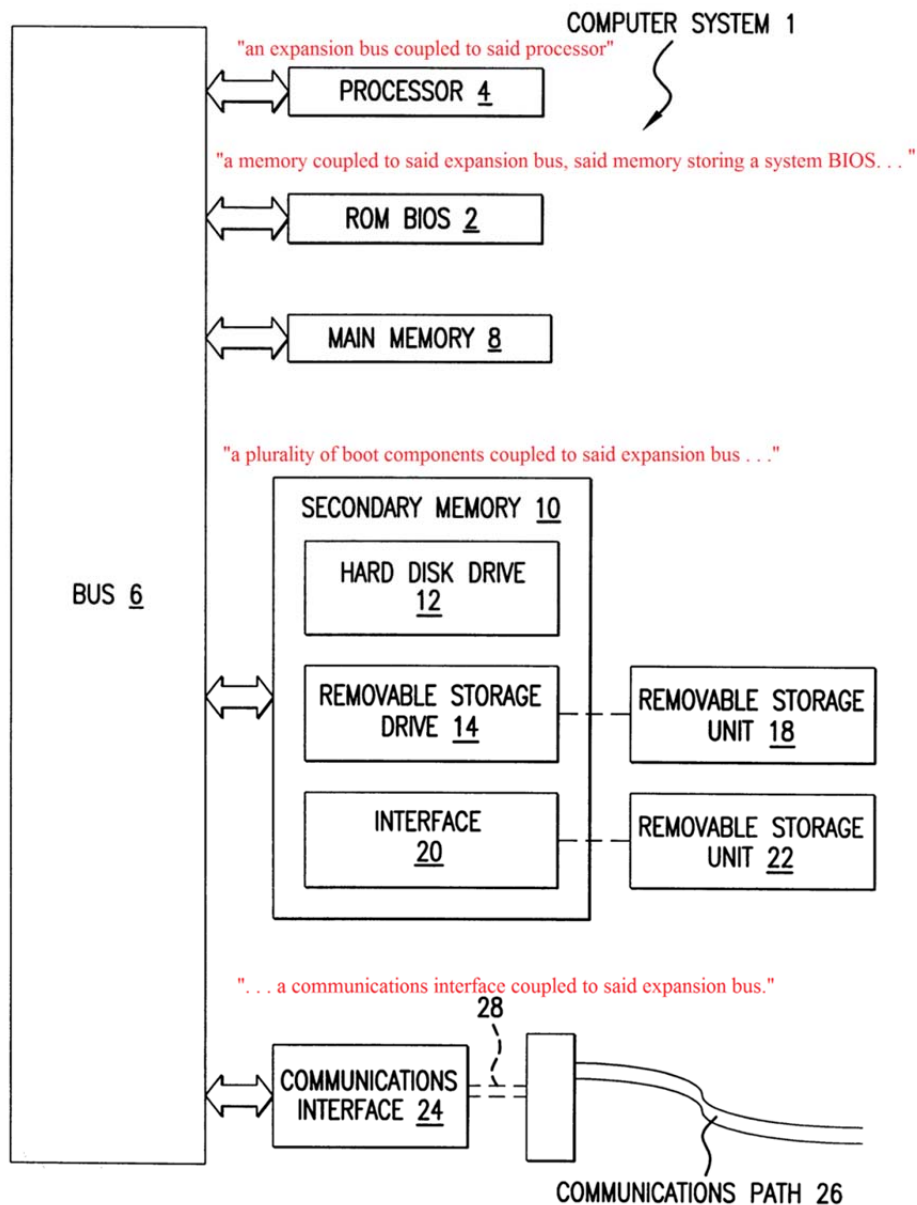 COMPUTER SYSTEM 1
"an expansion bus coupled to said processor"
PROCESSOR 4
"a memory coupled to said expansion bus, said memory storing a system BIOS. . . "
ROM BIOS 2
MAIN MEMORY 8
"a plurality of boot components coupled to said expansion bus . . ."
SECONDARY MEMORY 10
HARD DISK DRIVE
12
BUS 6
REMOVABLE STORAGE
DRIVE 14
REMOVABLE STORAGE
UNIT 18
INTERFACE
20
REMOVABLE STORAGE
UNIT 22
". . . a communications interface coupled to said expansion bus."
28
COMMUNICATIONS
INTERFACE 24
COMMUNICATIONS PATH 26